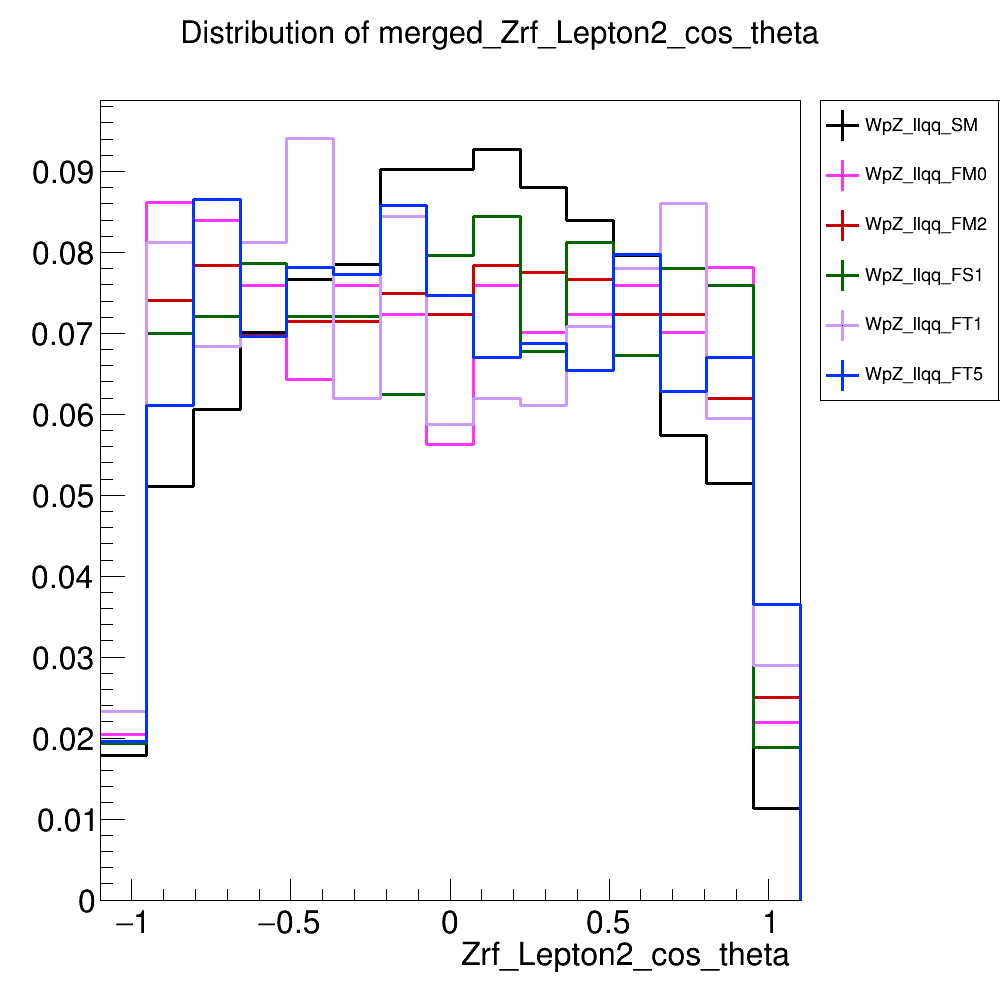 Distribution of merged_Zrf_Lepton2_cos_theta
WpZ_llqq_SM
WpZ_llqq_FM0
WpZ_llqq_FM2
WpZ_llqq_FS1
WpZ_llqq_FT1
WpZ_llqq_FT5
0.09
0.08
0.07
0.06
0.05
0.04
0.03
0.02
0.01
0
−1 −0.5 0 0.5 1
Zrf_Lepton2_cos_theta